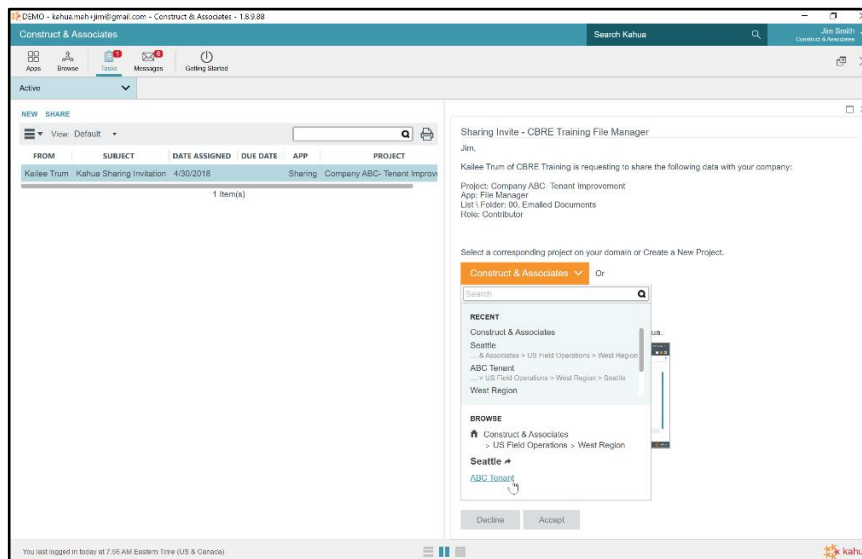 DEMO - kahua.mah+jim@gmail.com - Construct & Associates - 1.8.9.88
Construct & Associates
Search Kahua
Jim Smith
Construct & Associates
Apps
Browse
1
Tasks
6
Messages
Getting Started
Active
NEW SHARE
View: Default
FROM SUBJECT DATE ASSIGNED DUE DATE APP PROJECT
Kailee Trum Kahua Sharing Invitation 4/30/2018 Sharing Company ABC- Tenant Improv
1 Item(s)
Sharing Invite - CBRE Training File Manager
Jim,
Kailee Trum of CBRE Training is requesting to share the following data with your company:
Project: Company ABC- Tenant Improvement
App: File Manager
List \ Folder: 00. Emailed Documents
Role: Contributor
Select a corresponding project on your domain or Create a New Project.
Construct & Associates Or
Search
RECENT
Construct & Associates
ua.
Seattle
... & Associates > US Field Operations > West Region
ABC Tenant
... > US Field Operations > West Region > Seattle
West Region
BROWSE
Construct & Associates
> US Field Operations > West Region
Seattle
ABC Tenant
Decline Accept
You last logged in today at 7:56 AM Eastern Time (US & Canada)
kahu